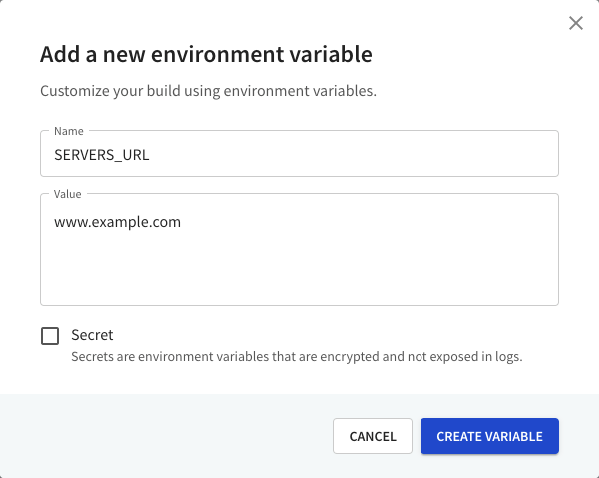 Add a new environment variable
Customize your build using environment variables.
Name
SERVERS_URL
Value
www.example.com
Secret
Secrets are environment variables that are encrypted and nct exposed in logs.
CANCEL
CREATE VARIABLE